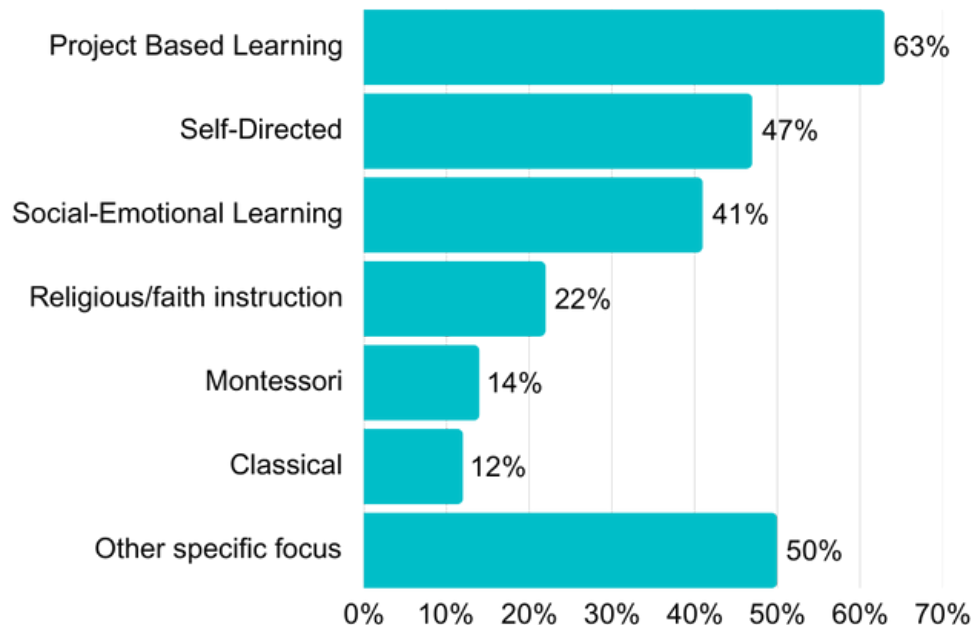 Project Based Learning 63%
Self-Directed 47%
Social-Emotional Learning 41%
Religious/faith instruction 22%
Montessori 14%
Classical 12%
Other specific focus 50%
0% 10% 20% 30% 40% 50% 60% 70%